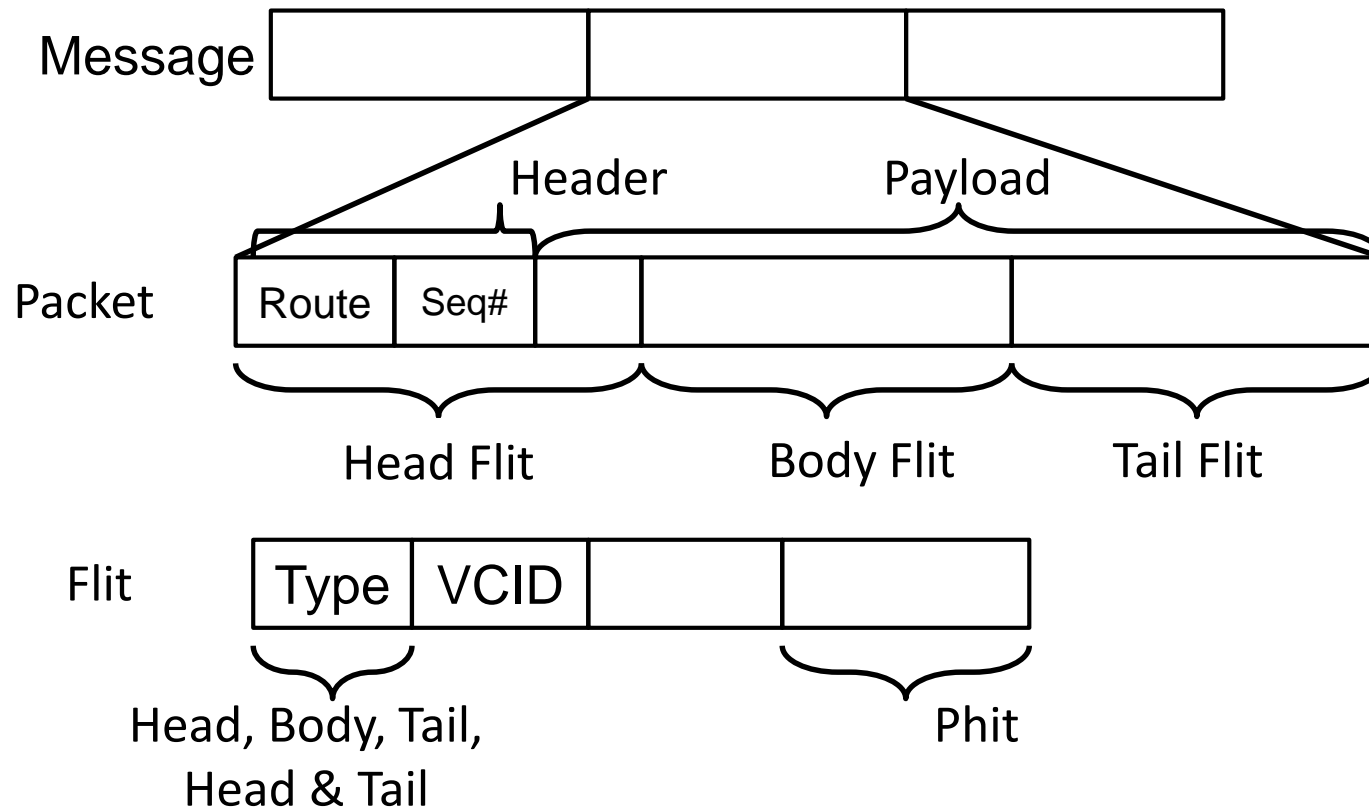 Message
Header Payload
Packet Route Seq#
Head Flit Body Flit Tail Flit
Flit Type VCID
Head, Body, Tail, Phit
Head & Tail